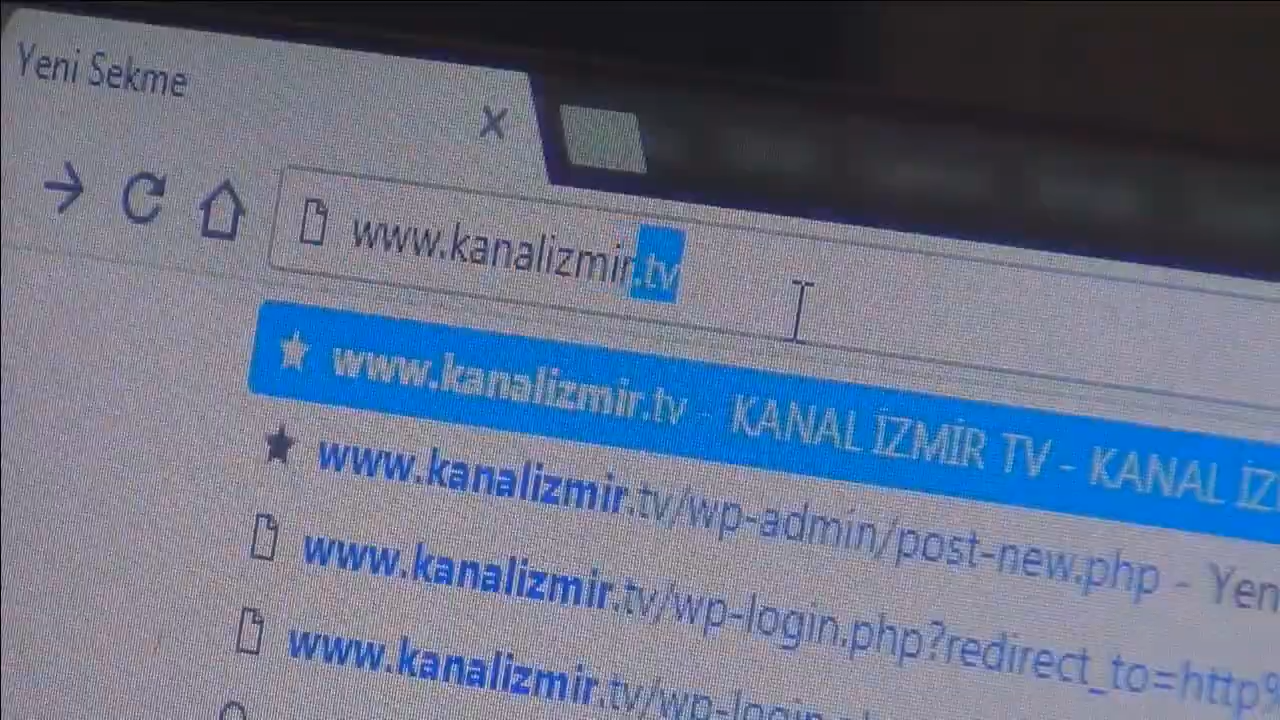 Yeni Sekme
www.kanalizmir.tv
www.kanalizmir.tv - KANAL İZMİR TV - KANAL İZ
www.kanalizmir.tv/wp-admin/post-new.php - Yen
www.kanalizmir.tv/wp-login.php?redirect_to=http%
www.kanalizmir.tv/wp-login.ph